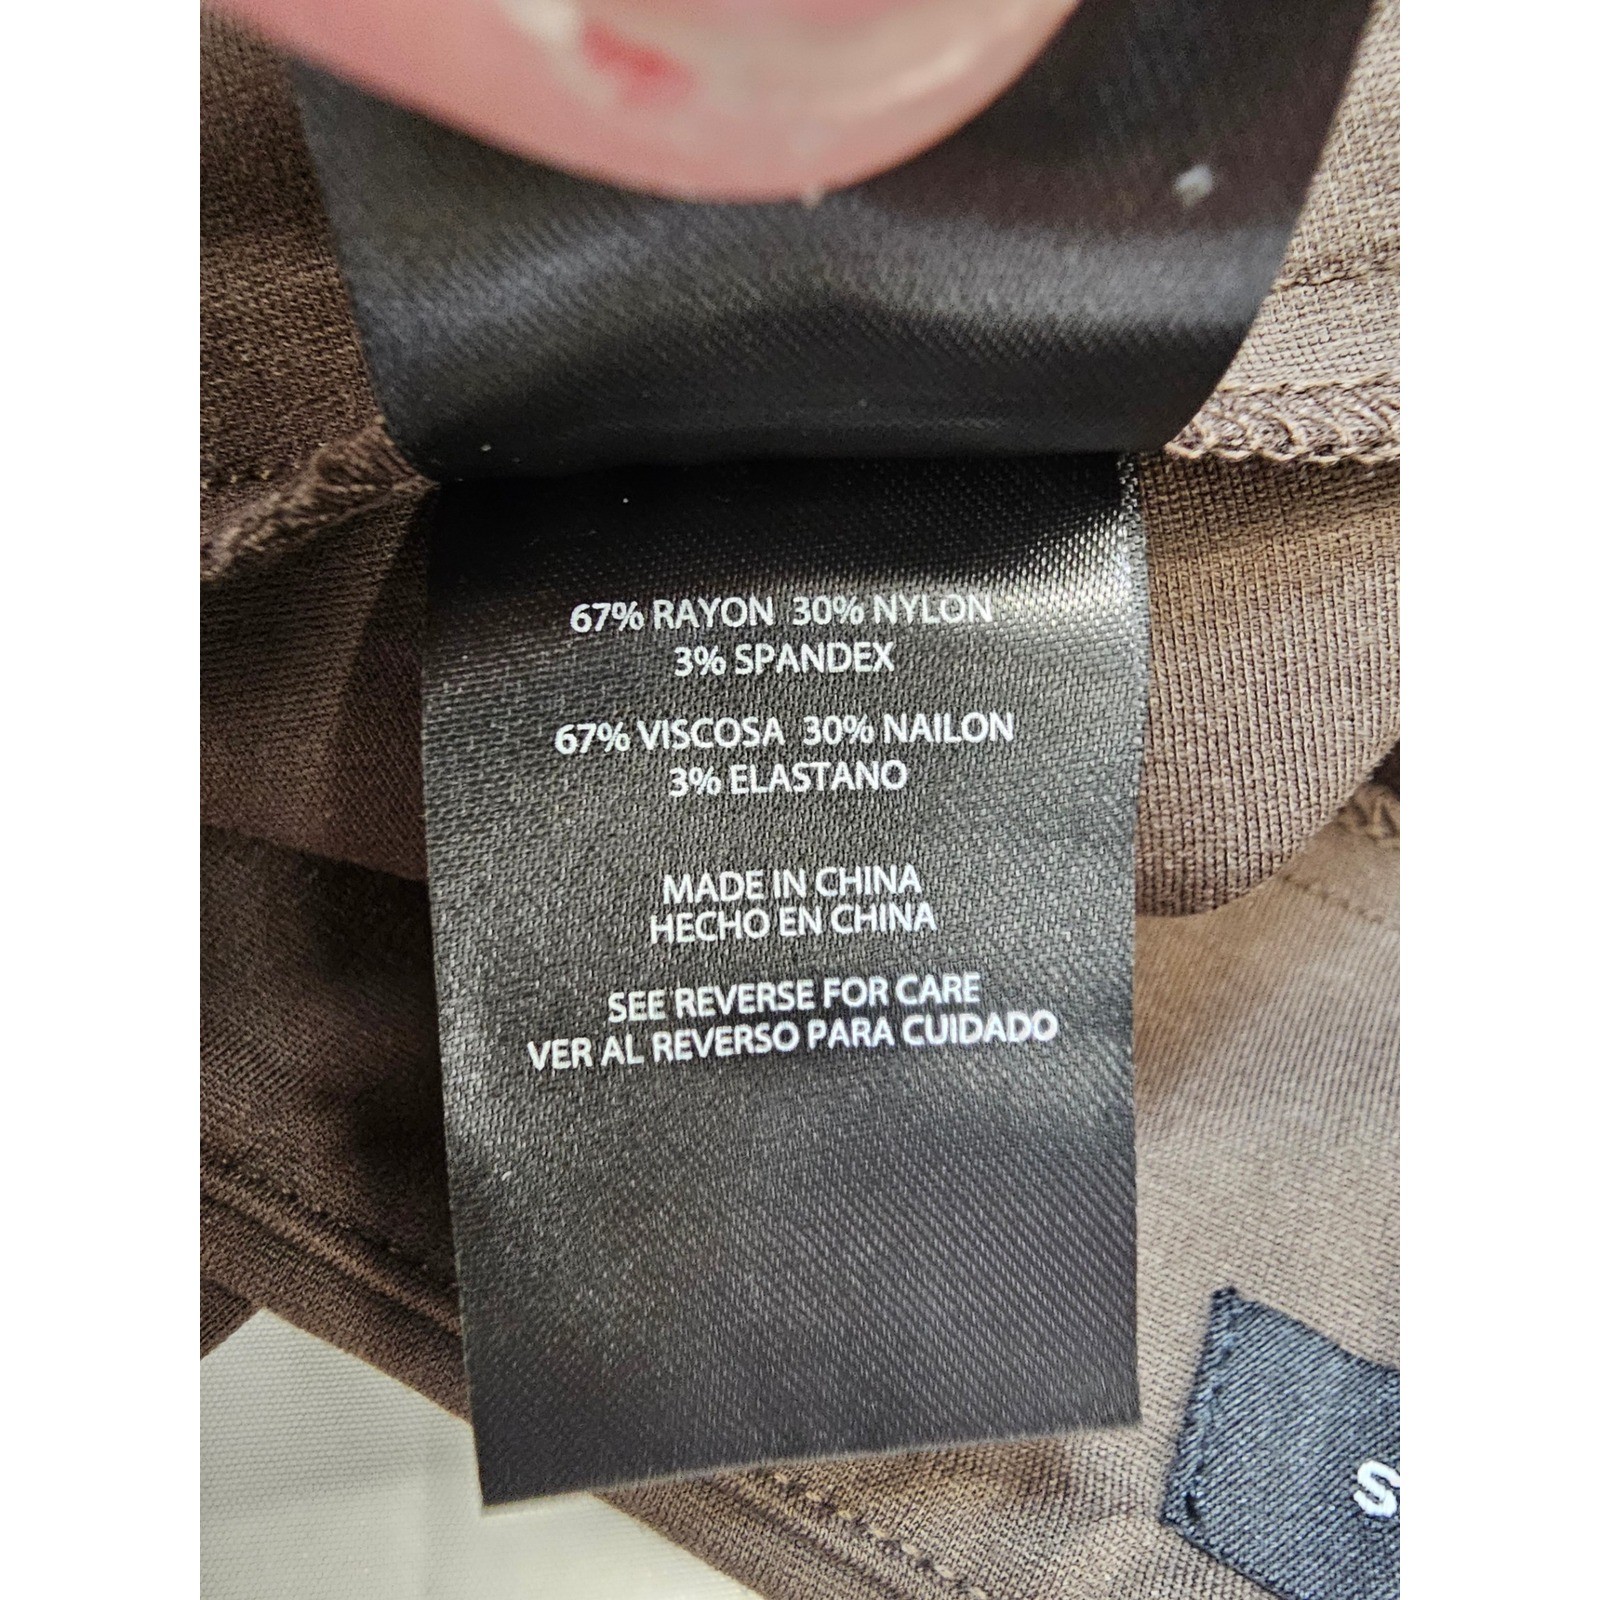 67% RAYON 30% NYLON
3% SPANDEX
67% VISCOSA 30% NAILON
3% ELASTANO
MADE IN CHINA
HECHO EN CHINA
SEE REVERSE FOR CARE
VER AL REVERSO PARA CUIDADO
S